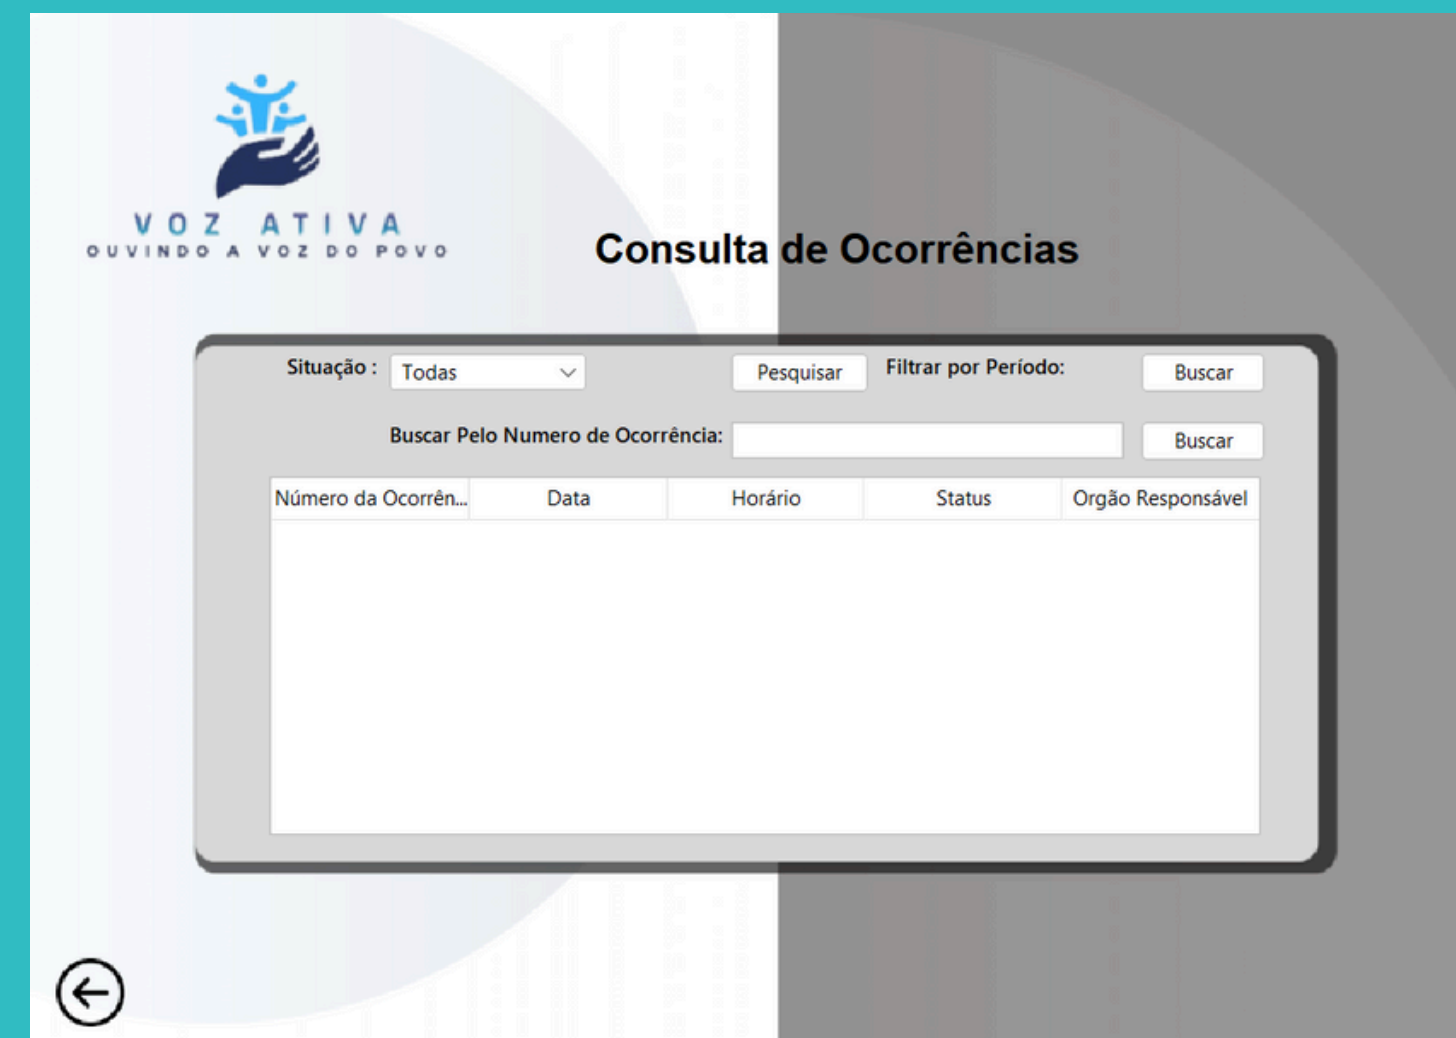 VOZ ATIVA
OUVINDO A VOZ DO POVO
Consulta de Ocorrências
Situação : Todas Pesquisar Filtrar por Período: Buscar
Buscar Pelo Numero de Ocorrência: Buscar
Número da Ocorrên... Data Horário Status Orgão Responsável